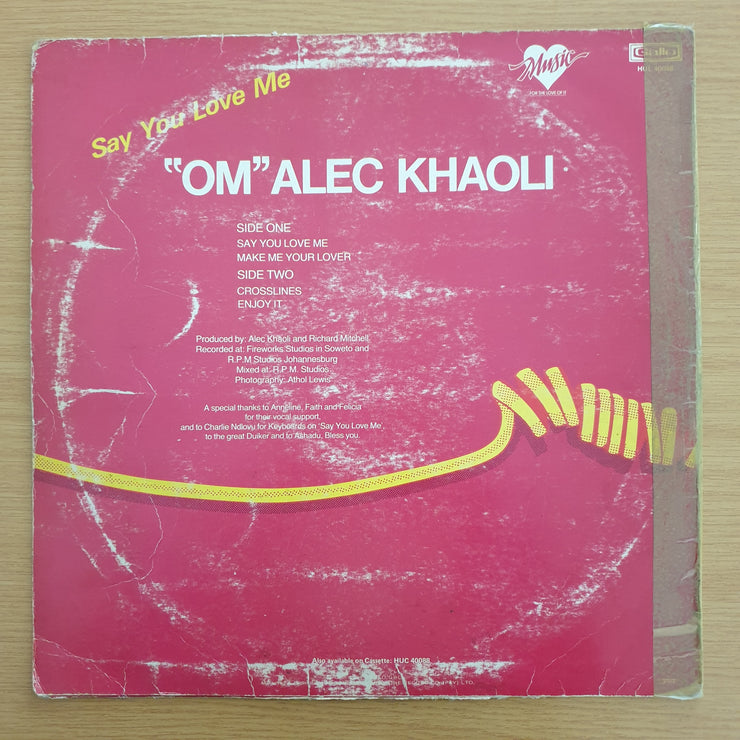 Music
FOR THE LOVE OF IT
Gallo
HUL 40088
Say You Love Me
"OM" ALEC KHAOLI
SIDE ONE
SAY YOU LOVE ME
MAKE ME YOUR LOVER
SIDE TWO
CROSSLINES
ENJOY IT
Produced by: Alec Khaoli and Richard Mitchell
Recorded at: Fireworks Studios in Soweto and
R.P.M Studios Johannesburg
Mixed at: R.P.M. Studios
Photography: Athol Lewis
A special thanks to Anneline, Faith and Felicia
for their vocal support,
and to Charlie Ndlovu for Keyboards on 'Say You Love Me'
to the great Duiker and to Ashadu, Bless you.
Also available on Cassette: HUC 40088